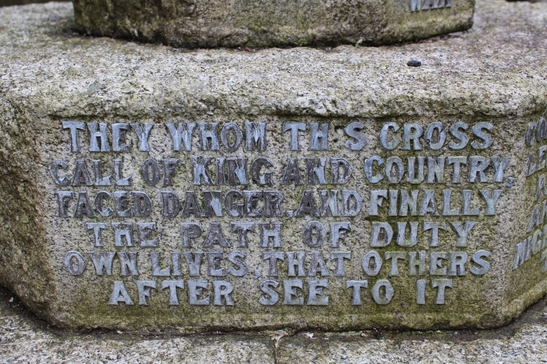 THEY WHOM TH'S CROSS
CALL OF KING AND COUNTRY,
FACED DANGER, AND FINALLY
THE PATH OF DUTY
OWN LIVES, THAT OTHERS
AFTER SEE TO IT